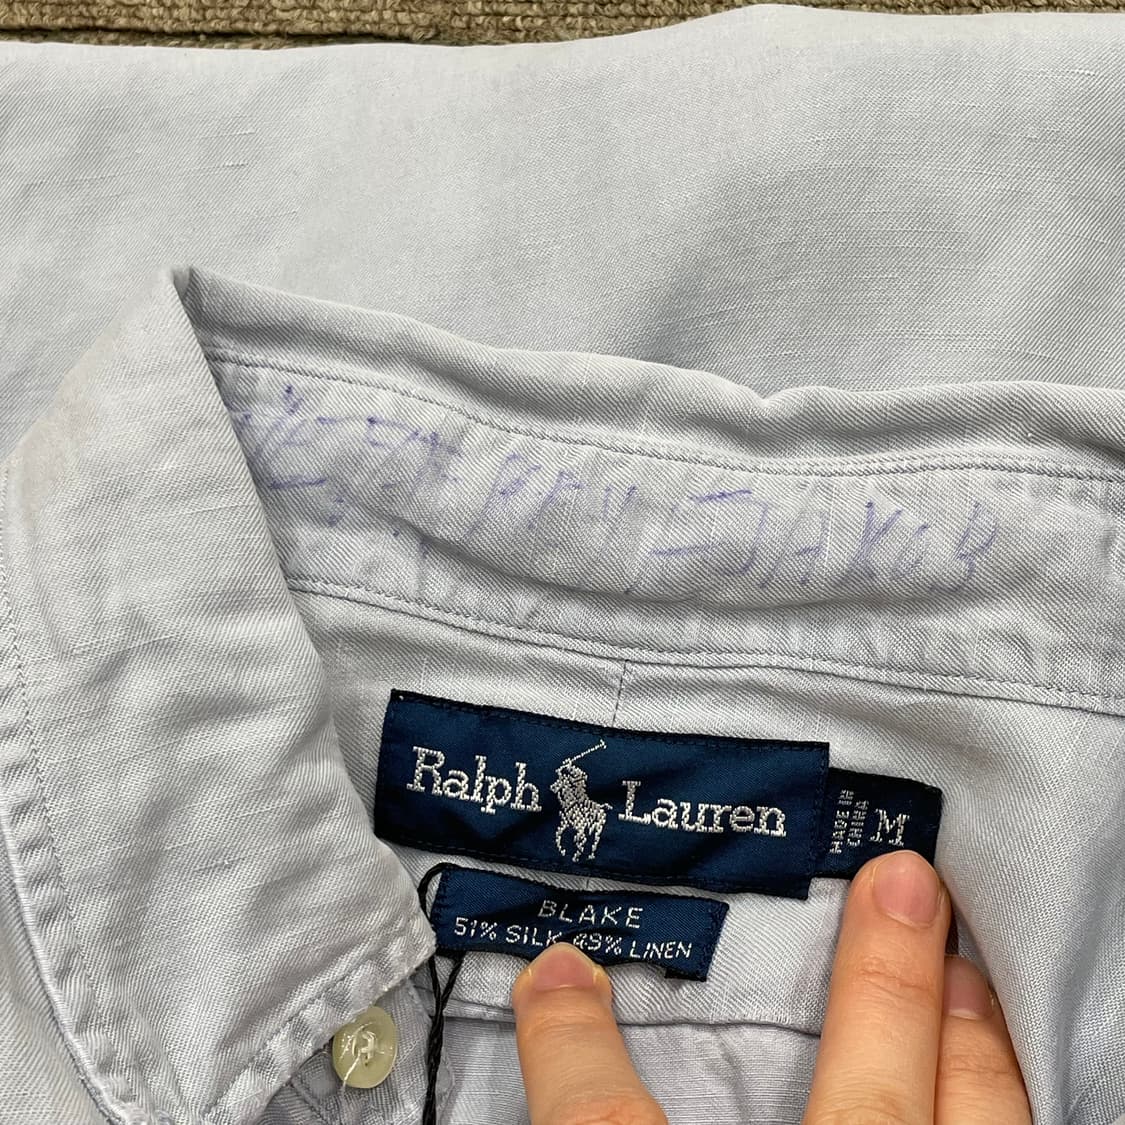 Ralph Lauren
MADE IN
CHINA
M
BLAKE
51% SILK 49% LINEN